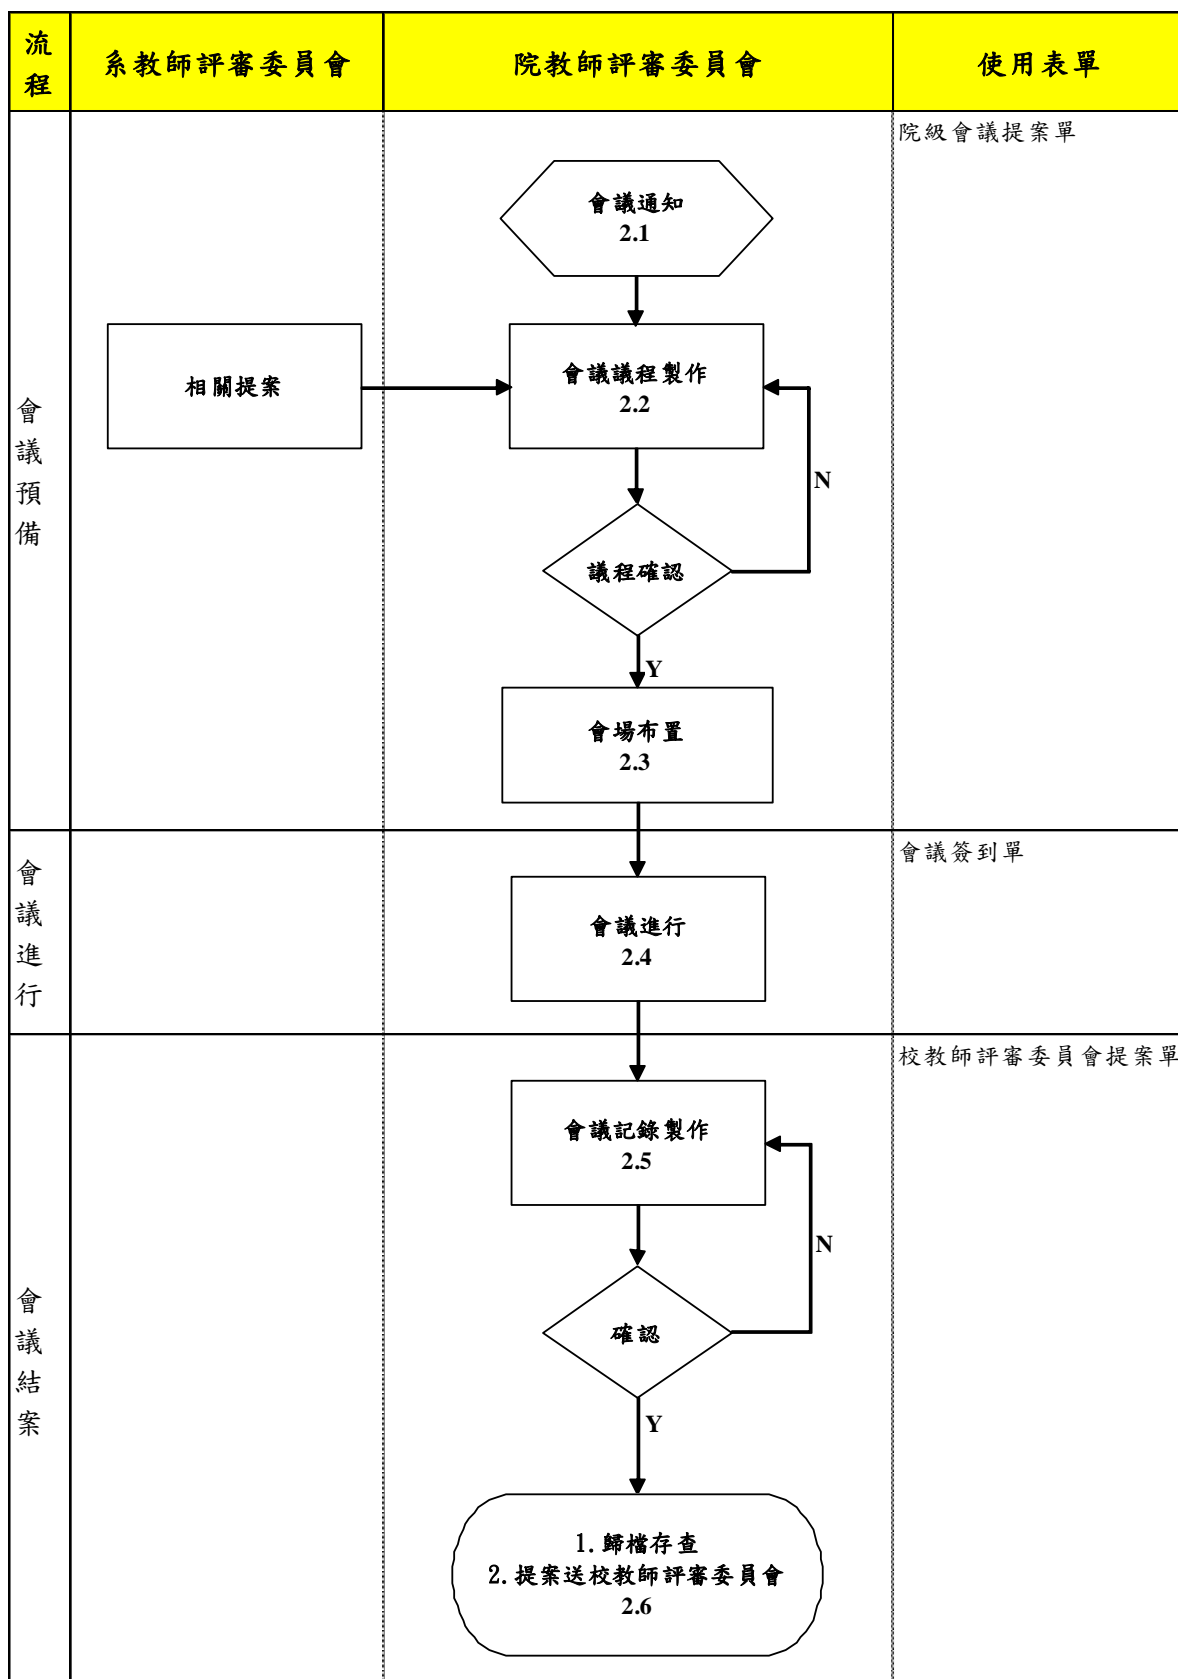 流程
系教師評審委員會
院教師評審委員會
使用表單
會議預備
院級會議提案單
會議通知
2.1
相關提案
會議議程製作
2.2
N
議程確認
Y
會場布置
2.3
會議進行
會議簽到單
會議進行
2.4
會議結案
校教師評審委員會提案單
會議記錄製作
2.5
N
確認
Y
1.歸檔存查
2.提案送校教師評審委員會
2.6